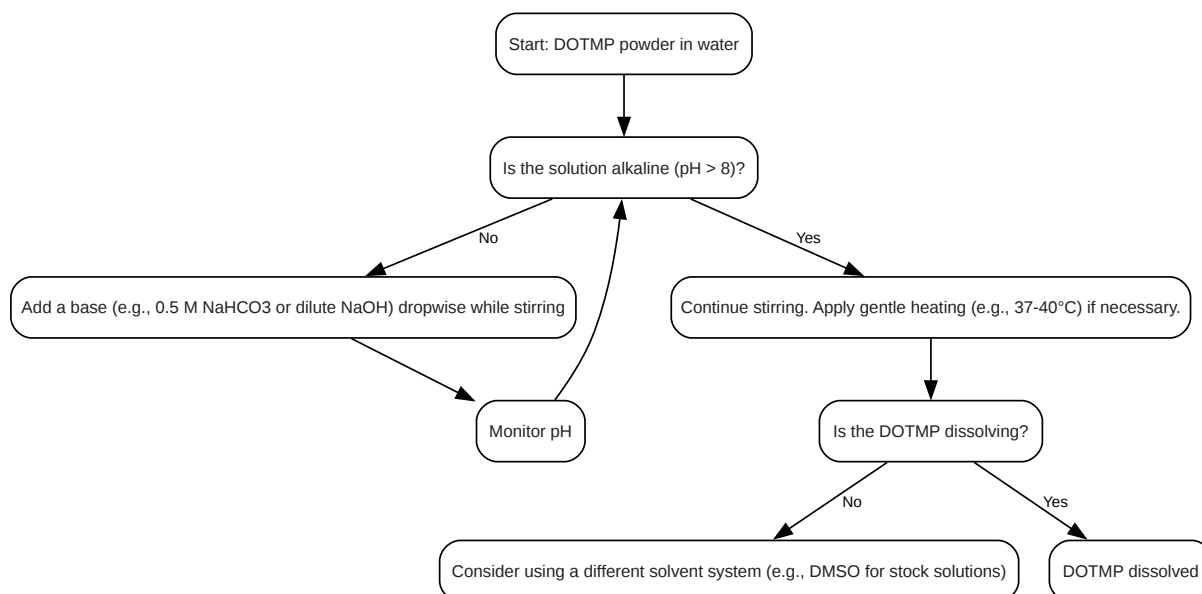 Start: DOTMP powder in water
Is the solution alkaline (pH > 8)?
No
Yes
Add a base (e.g., 0.5 M NaHCO3 or dilute NaOH) dropwise while stirring
Continue stirring. Apply gentle heating (e.g., 37-40°C) if necessary.
Monitor pH
Is the DOTMP dissolving?
No
Yes
Consider using a different solvent system (e.g., DMSO for stock solutions)
DOTMP dissolved